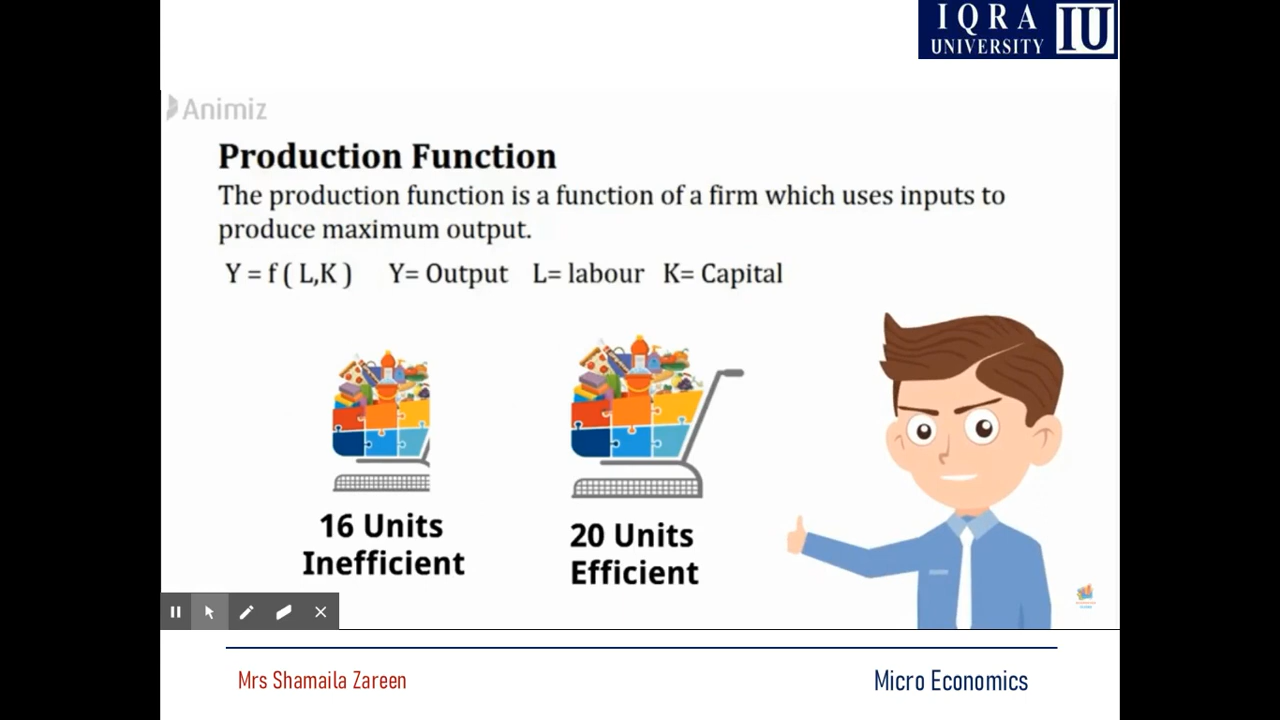 IQRA
UNIVERSITY IU
Animiz
Production Function
The production function is a function of a firm which uses inputs to
produce maximum output.
Y = f ( L,K ) Y= Output L= labour K= Capital
16 Units
Inefficient
20 Units
Efficient
Mrs Shamaila Zareen
Micro Economics